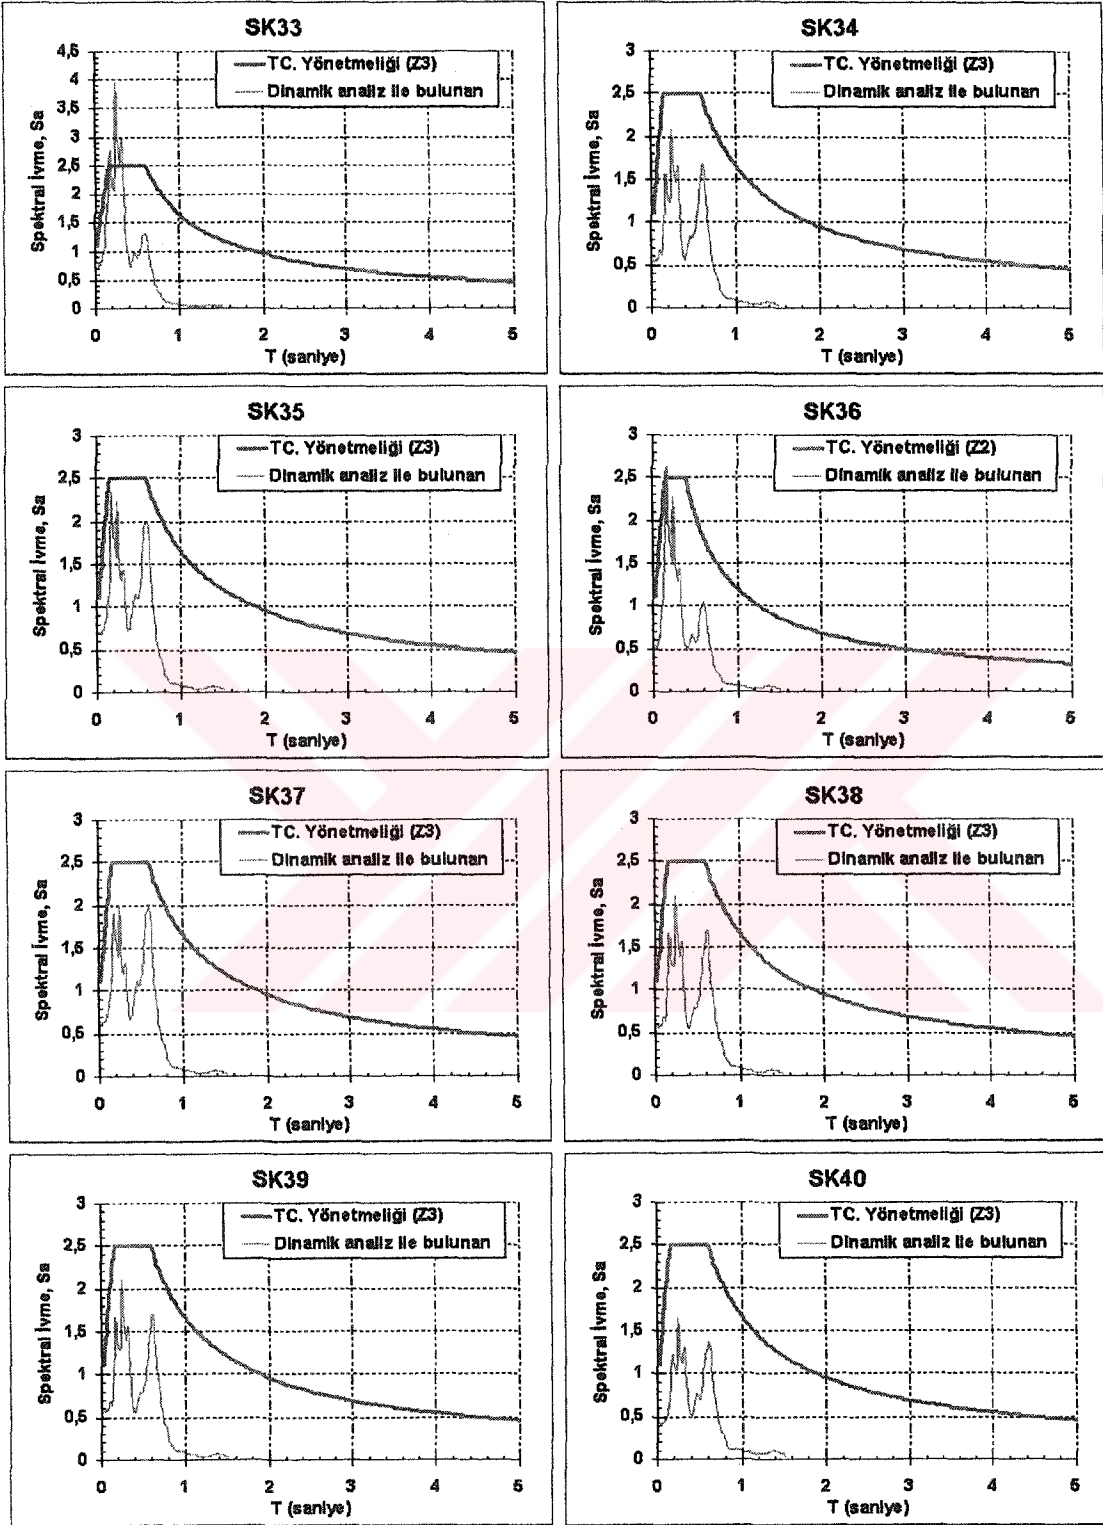 SK33
4,5
4
3,5
3
2,5
2
1,5
1
0,5
0
Spektral İvme, Sa
TC. Yönetmeliği (Z3)
Dinamik analiz ile bulunan
0 1 2 3 4 5
T (saniye)
SK34
3
2,5
2
1,5
1
0,5
0
Spektral İvme, Sa
TC. Yönetmeliği (Z3)
Dinamik analiz ile bulunan
0 1 2 3 4 5
T (saniye)
SK35
3
2,5
2
1,5
1
0,5
0
Spektral İvme, Sa
TC. Yönetmeliği (Z3)
Dinamik analiz ile bulunan
0 1 2 3 4 5
T (saniye)
SK36
3
2,5
2
1,5
1
0,5
0
Spektral İvme, Sa
TC. Yönetmeliği (Z2)
Dinamik analiz ile bulunan
0 1 2 3 4 5
T (saniye)
SK37
3
2,5
2
1,5
1
0,5
0
Spektral İvme, Sa
TC. Yönetmeliği (Z3)
Dinamik analiz ile bulunan
0 1 2 3 4 5
T (saniye)
SK38
3
2,5
2
1,5
1
0,5
0
Spektral İvme, Sa
TC. Yönetmeliği (Z3)
Dinamik analiz ile bulunan
0 1 2 3 4 5
T (saniye)
SK39
3
2,5
2
1,5
1
0,5
0
Spektral İvme, Sa
TC. Yönetmeliği (Z3)
Dinamik analiz ile bulunan
0 1 2 3 4 5
T (saniye)
SK40
3
2,5
2
1,5
1
0,5
0
Spektral İvme, Sa
TC. Yönetmeliği (Z3)
Dinamik analiz ile bulunan
0 1 2 3 4 5
T (saniye)